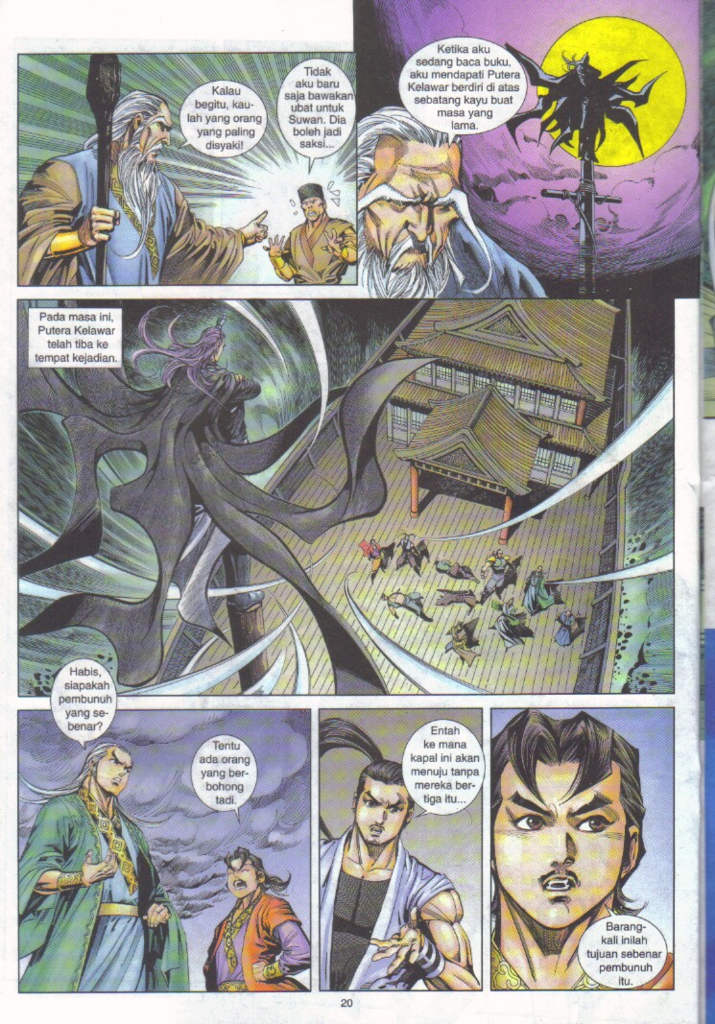 Kalau
begitu, kau-
lah yang orang
yang paling
disyaki!
Tidak
aku baru
saja bawakan
ubat untuk
Suwan. Dia
boleh jadi
saksi...
Ketika aku
sedang baca buku,
aku mendapati Putera
Kelawar berdiri di atas
sebatang kayu buat
masa yang
lama.
Pada masa ini,
Putera Kelawar
telah tiba ke
tempat kejadian.
Habis,
siapakah
pembunuh
yang se-
benar?
Tentu
ada orang
yang ber-
bohong
tadi.
Entah
ke mana
kapal ini akan
menuju tanpa
mereka ber-
tiga itu...
Barang-
kali inilah
tujuan sebenar
pembunuh
itu.
20